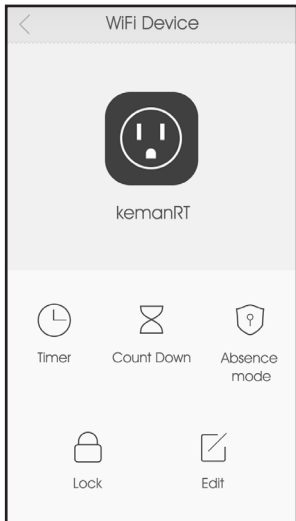 WiFi Device
kemanRT
Timer
Count Down
Absence
mode
Lock
Edit